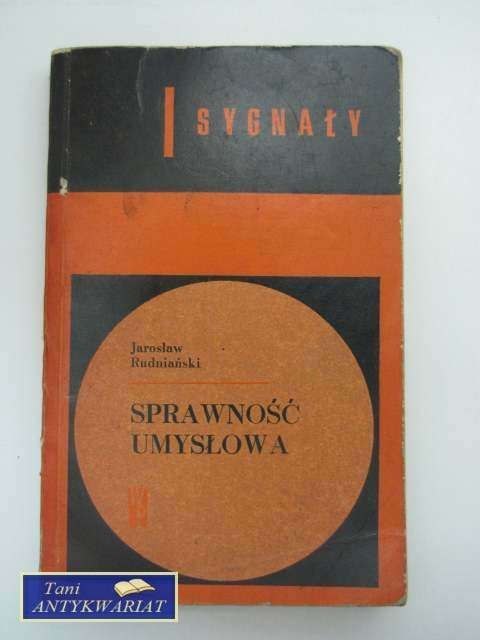 SYGNAŁY
Jarosław
Rudniański
SPRAWNOŚĆ
UMYSŁOWA
Tani
ANTYKWARIAT